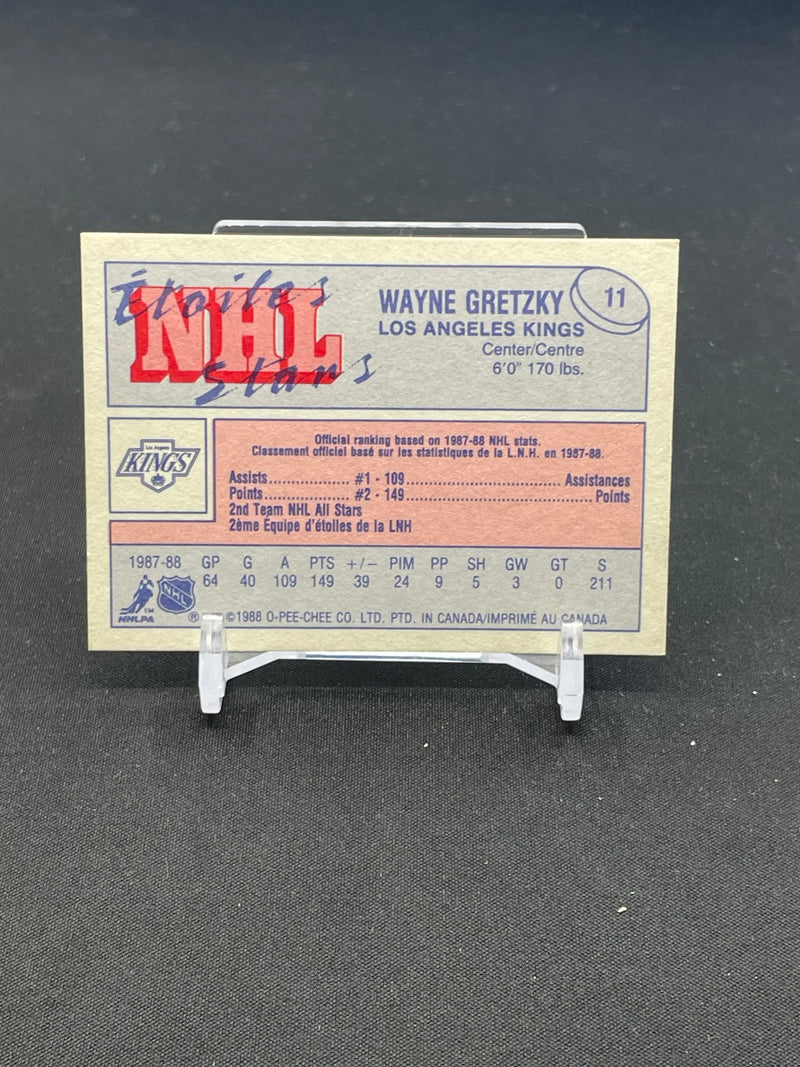 Étoiles
NHL
Stars
WAYNE GRETZKY
11
LOS ANGELES KINGS
Center/Centre
6'0" 170 lbs.
Los Angeles
KINGS
Official ranking based on 1987-88 NHL stats.
Classement officiel basé sur les statistiques de la L.N.H. en 1987-88.
Assists.................. #1 - 109.................................. Assistances
Points................... #2 - 149.......................................... Points
2nd Team NHL All Stars
2ème Equipe d'étoiles de la LNH
1987-88 GP G A PTS +/− PIM PP SH GW GT S
64 40 109 149 39 24 9 5 3 0 211
NHL
TM
NHLPA
® ©1988 O-PEE-CHEE CO. LTD. PTD. IN CANADA/IMPRIMÉ AU CANADA